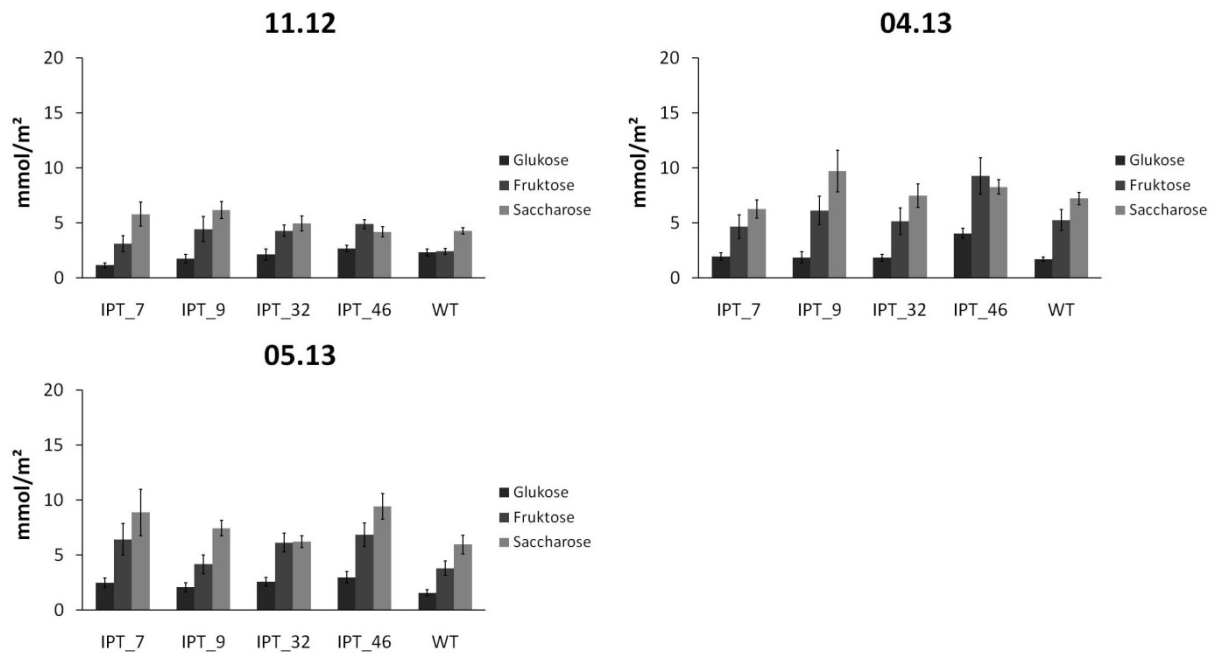 11.12
20
15
10
5
0
mmol/m²
Glukose
Fruktose
Saccharose
IPT_7 IPT_9 IPT_32 IPT_46 WT
04.13
20
15
10
5
0
mmol/m²
Glukose
Fruktose
Saccharose
IPT_7 IPT_9 IPT_32 IPT_46 WT
05.13
20
15
10
5
0
mmol/m²
Glukose
Fruktose
Saccharose
IPT_7 IPT_9 IPT_32 IPT_46 WT